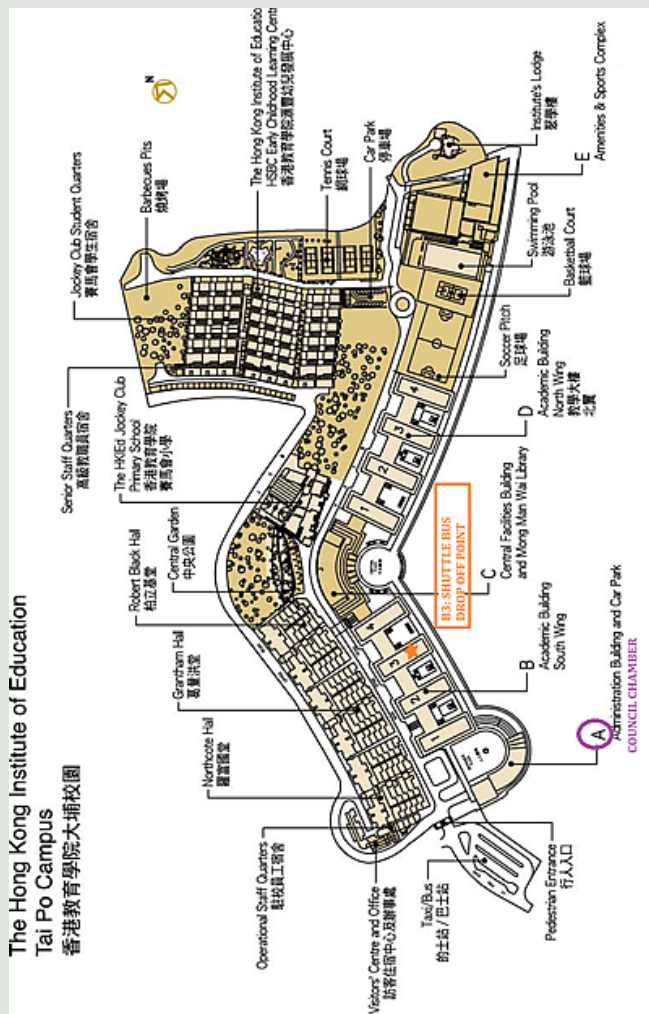 The Hong Kong Institute of Education
Tai Po Campus
香港教育學院大埔校園
N
Jockey Club Student Quarters
賽馬會學生宿舍
Barbecues Pits
燒烤場
The Hong Kong Institute of Educatio
HSBC Early Childhood Learning Centr
香港教育學院滙豐幼兒發展中心
Tennis Court
網球場
Car Park
停車場
Institute's Lodge
Amenities & Sports Complex
E
Swimming Pool
游泳池
Basketball Court
籃球場
Soccer Pitch
足球場
Academic Building
North Wing
教學大樓
北翼
D
Central Facilities Building
and Mong Man Wai Library
C
Academic Building
South Wing
B
Administration Building and Car Park
A
COUNCIL CHAMBER
B3: SHUTTLE BUS
DROP OFF POINT
Senior Staff Quarters
高級教職員宿舍
The HKIEd Jockey Club
Primary School
香港教育學院
賽馬會小學
Central Garden
中央公園
Robert Black Hall
柏立基堂
Grantham Hall
葛量洪堂
Northcote Hall
羅富國堂
Operational Staff Quarters
駐校員工宿舍
Visitors' Centre and Office
訪客住宿中心及辦事處
Taxi/Bus
的士站 / 巴士站
Pedestrian Entrance
行人入口
1
2
3
4
1
2
3
4